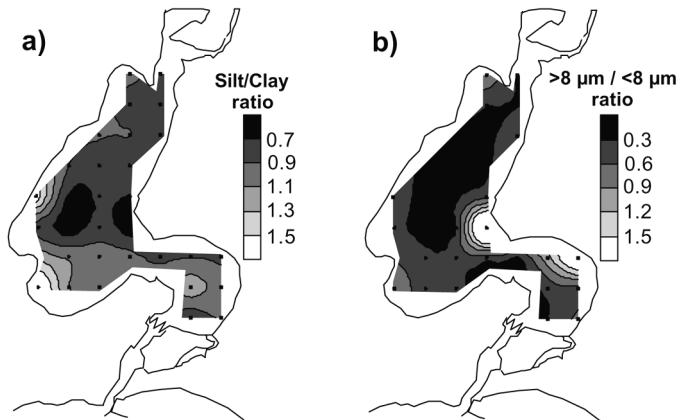 a)
Silt/Clay
ratio
0.7
0.9
1.1
1.3
1.5
b)
>8 µm / <8 µm
ratio
0.3
0.6
0.9
1.2
1.5